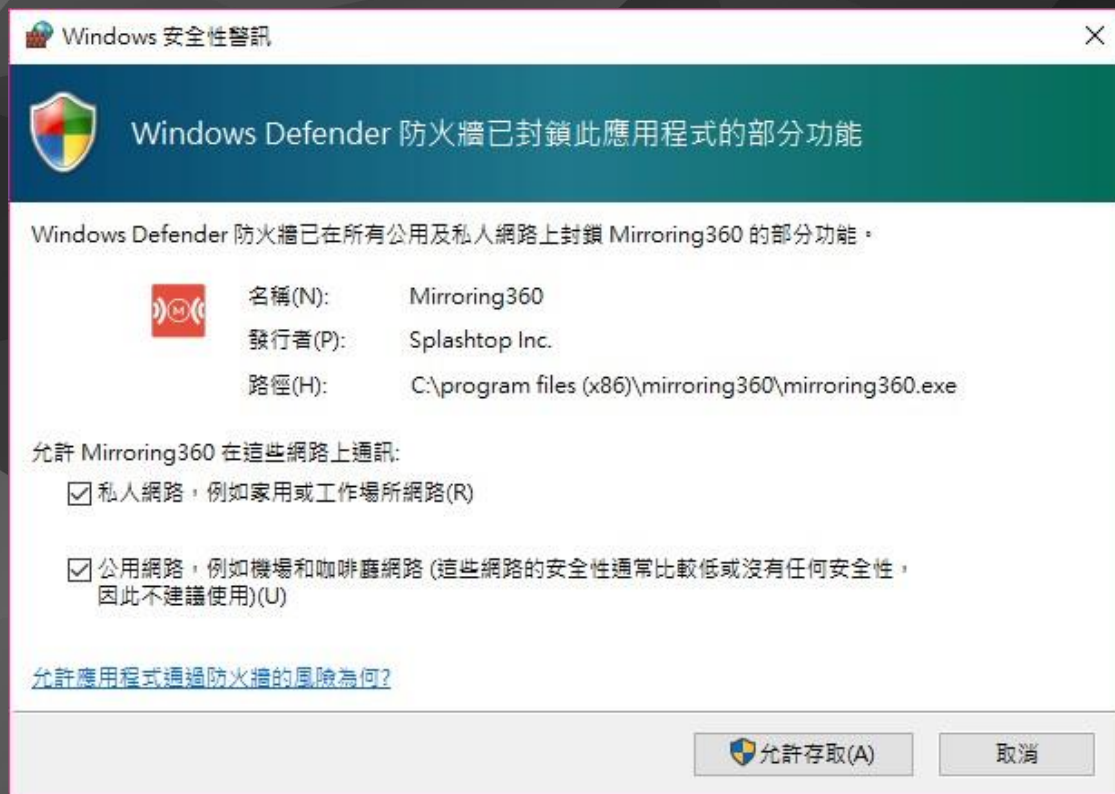 Windows 安全性警訊
Windows Defender 防火牆已封鎖此應用程式的部分功能
Windows Defender 防火牆已在所有公用及私人網路上封鎖 Mirroring360 的部分功能。
M
名稱(N): Mirroring360
發行者(P): Splashtop Inc.
路徑(H): C:\program files (x86)\mirroring360\mirroring360.exe
允許 Mirroring360 在這些網路上通訊:
私人網路，例如家用或工作場所網路(R)
公用網路，例如機場和咖啡廳網路 (這些網路的安全性通常比較低或沒有任何安全性，
因此不建議使用)(U)
允許應用程式通過防火牆的風險為何?
允許存取(A) 取消